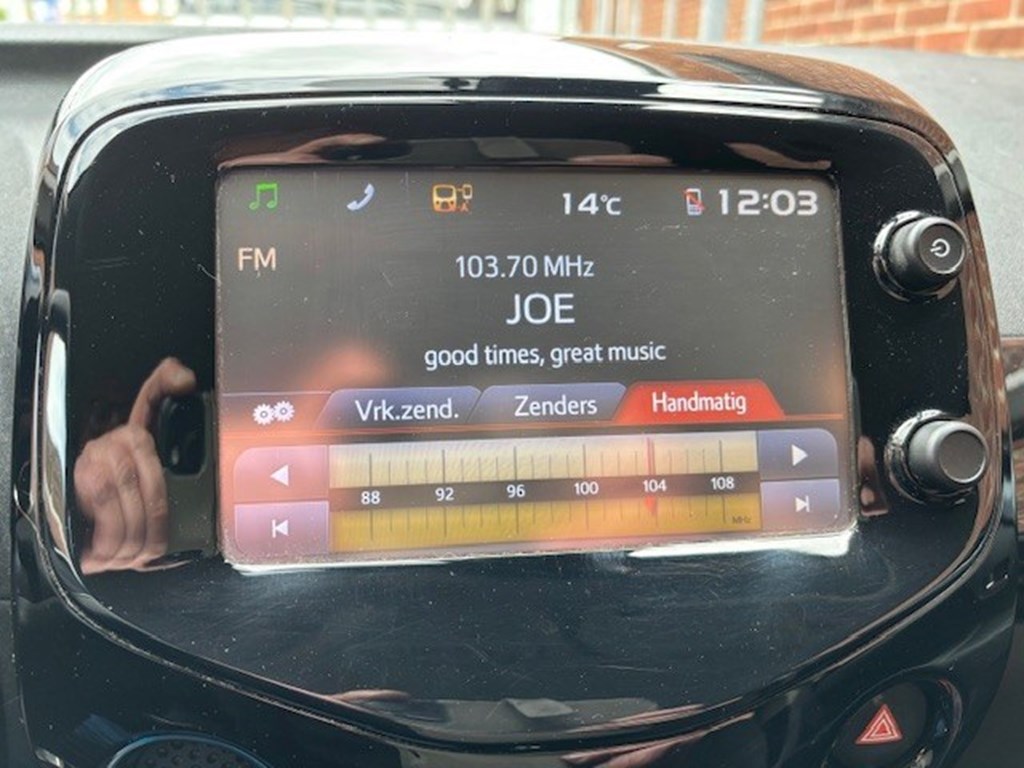 14°C 12:03
FM
103.70 MHz
JOE
good times, great music
Vrk.zend. Zenders Handmatig
88 92 96 100 104 108
MHz